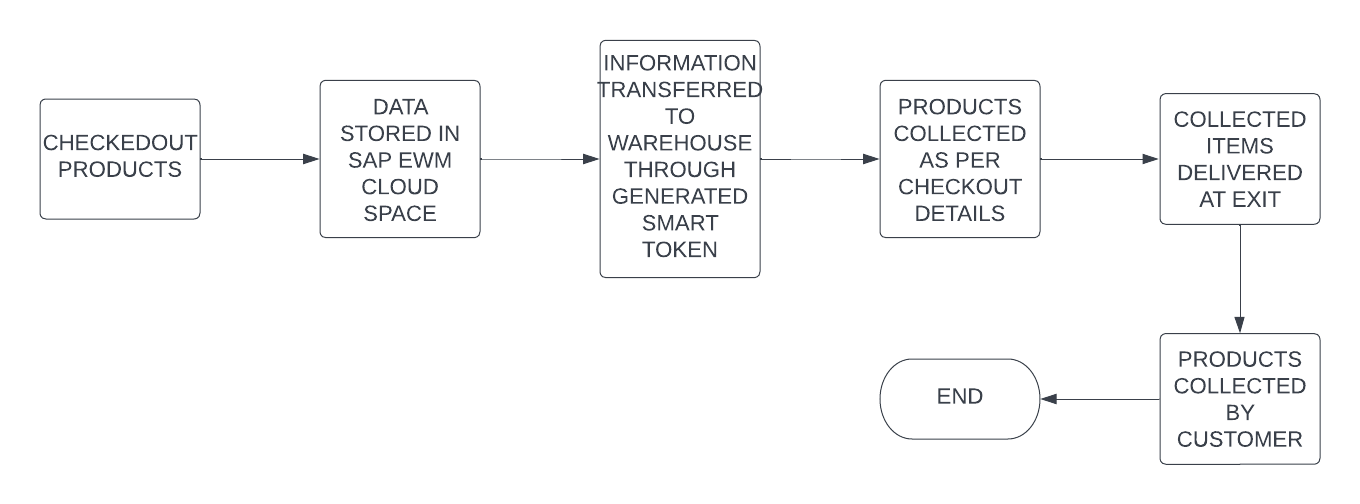 CHECKEDOUT
PRODUCTS
DATA
STORED IN
SAP EWM
CLOUD
SPACE
INFORMATION
TRANSFERRED
TO
WAREHOUSE
THROUGH
GENERATED
SMART
TOKEN
PRODUCTS
COLLECTED
AS PER
CHECKOUT
DETAILS
COLLECTED
ITEMS
DELIVERED
AT EXIT
PRODUCTS
COLLECTED
BY
CUSTOMER
END